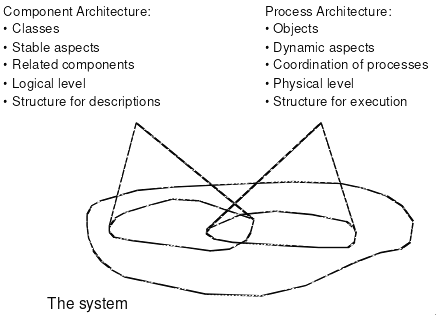 Component Architecture:
• Classes
• Stable aspects
• Related components
• Logical level
• Structure for descriptions
Process Architecture:
• Objects
• Dynamic aspects
• Coordination of processes
• Physical level
• Structure for execution
The system